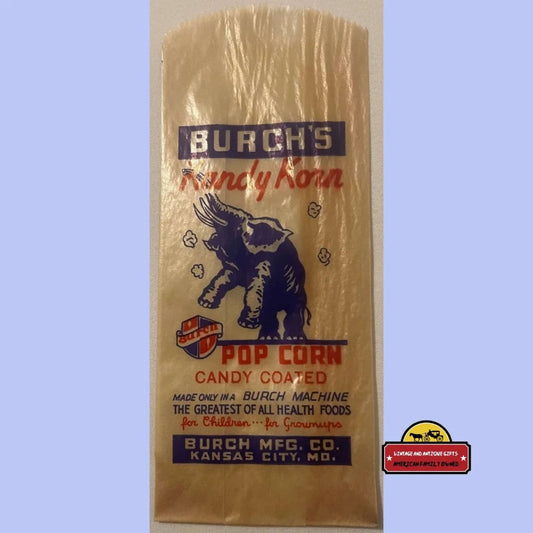 BURCH'S
Kandy Korn
Burch
POP CORN
CANDY COATED
MADE ONLY IN A BURCH MACHINE
THE GREATEST OF ALL HEALTH FOODS
for Children...for Grownups
BURCH MFG. CO.
KANSAS CITY, MO.
VINTAGE AND ANTIQUE GIFTS
AMERICAN FAMILY OWNED